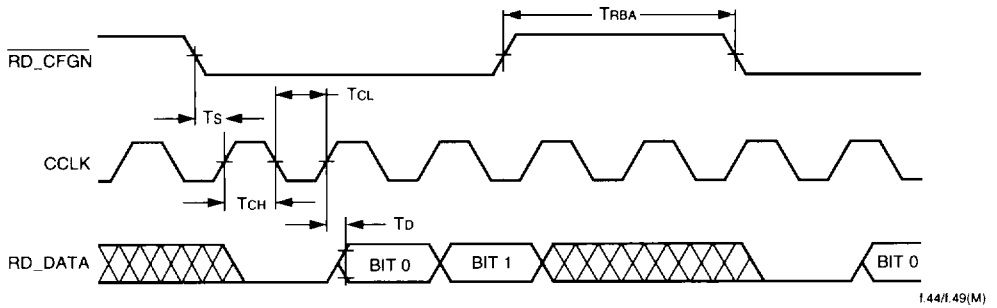 TRBA
RD_CFGN
TCL
TS
CCLK
TCH
TD
RD_DATA
BIT 0
BIT 1
BIT 0
f.44/f.49(M)